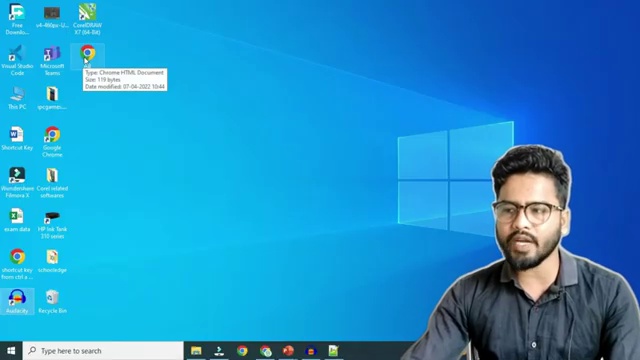 Free
Downlo...
v4-460px-U...
CorelDRAW
X7 (64-Bit)
Visual Studio
Code
Microsoft
Teams
Type: Chrome HTML Document
Size: 119 bytes
Date modified: 07-04-2022 10:44
This PC
ipcgames...
Shortcut Key
Google
Chrome
Wondershare
Filmora X
Corel related
softwares
exam data
HP Ink Tank
310 series
shortcut key
from ctrl a ...
schooledge
Audacity
Recycle Bin
Type here to search